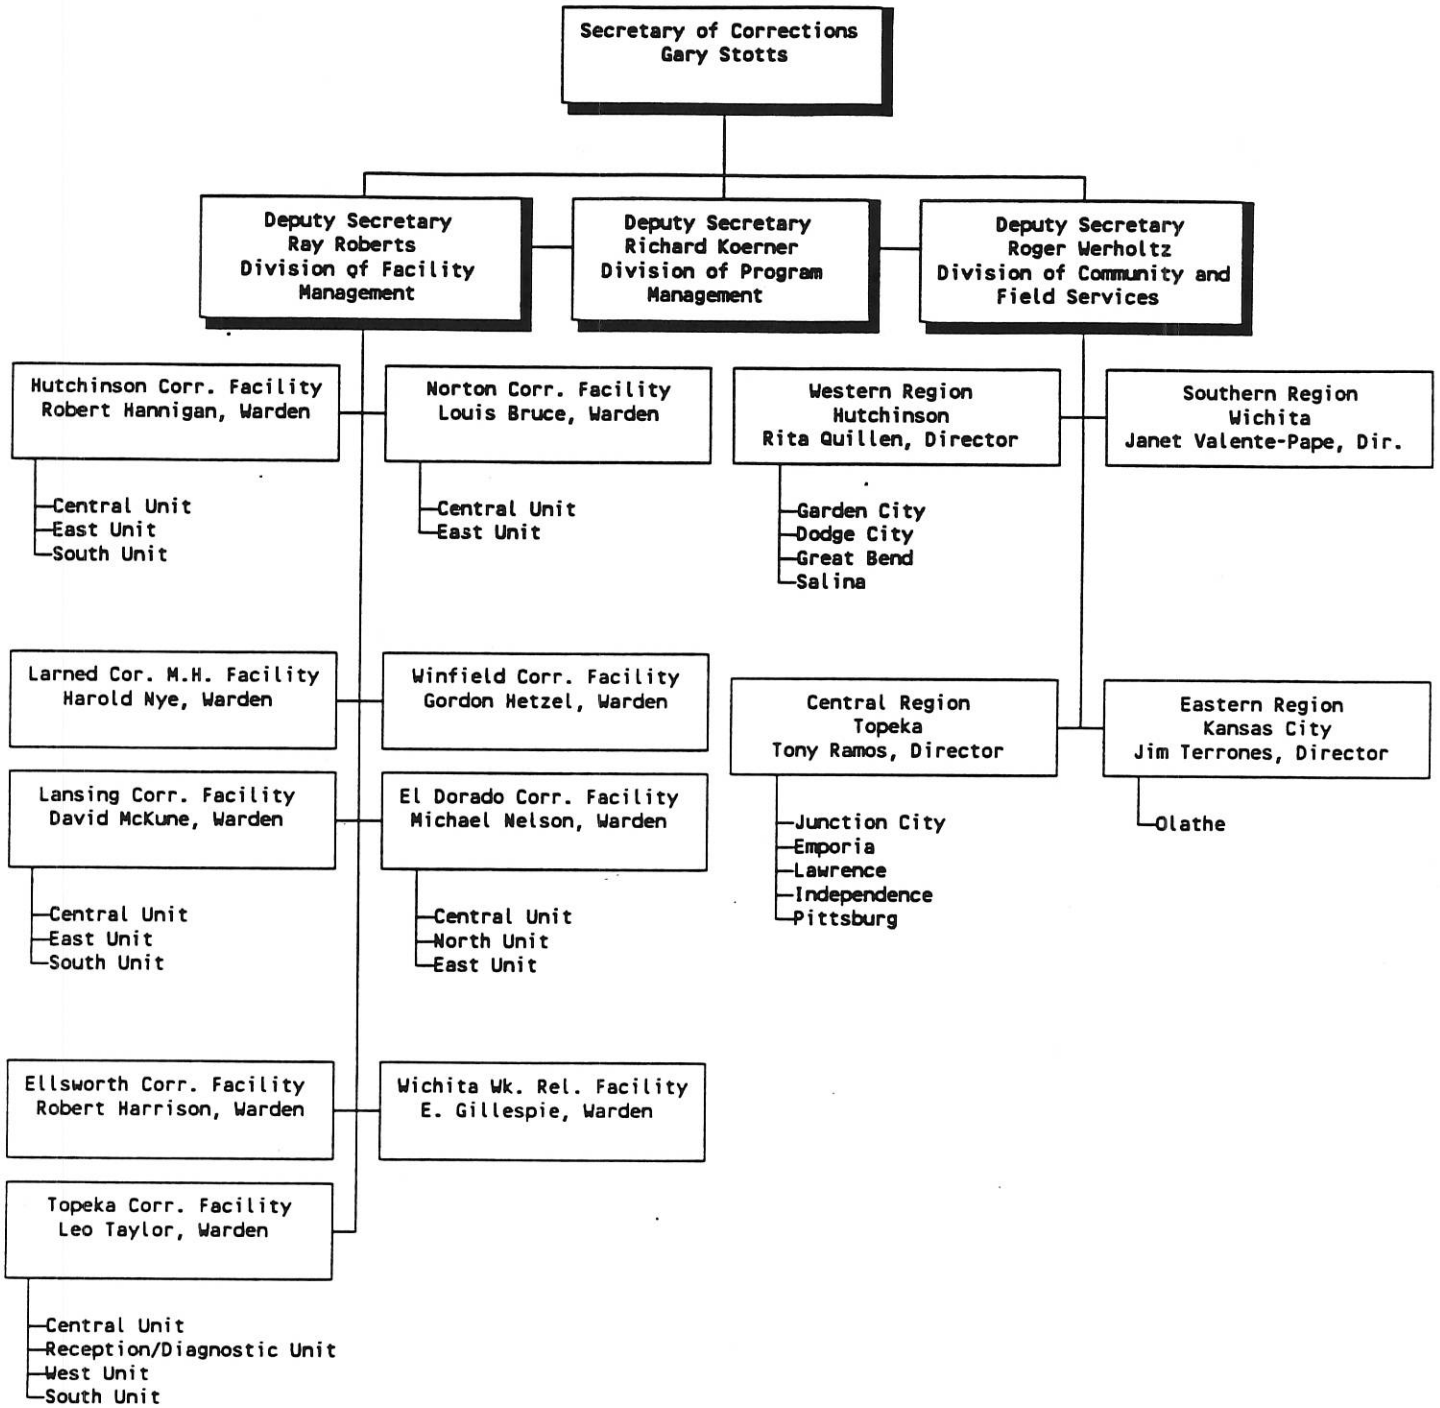 Secretary of Corrections
Gary Stotts
Deputy Secretary
Ray Roberts
Division of Facility
Management
Deputy Secretary
Richard Koerner
Division of Program
Management
Deputy Secretary
Roger Werholtz
Division of Community and
Field Services
Hutchinson Corr. Facility
Robert Hannigan, Warden
Central Unit
East Unit
South Unit
Norton Corr. Facility
Louis Bruce, Warden
Central Unit
East Unit
Western Region
Hutchinson
Rita Quillen, Director
Garden City
Dodge City
Great Bend
Salina
Southern Region
Wichita
Janet Valente-Pape, Dir.
Larned Cor. M.H. Facility
Harold Nye, Warden
Winfield Corr. Facility
Gordon Hetzel, Warden
Central Region
Topeka
Tony Ramos, Director
Junction City
Emporia
Lawrence
Independence
Pittsburg
Eastern Region
Kansas City
Jim Terrones, Director
Olathe
Lansing Corr. Facility
David McKune, Warden
Central Unit
East Unit
South Unit
El Dorado Corr. Facility
Michael Nelson, Warden
Central Unit
North Unit
East Unit
Ellsworth Corr. Facility
Robert Harrison, Warden
Wichita Wk. Rel. Facility
E. Gillespie, Warden
Topeka Corr. Facility
Leo Taylor, Warden
Central Unit
Reception/Diagnostic Unit
West Unit
South Unit